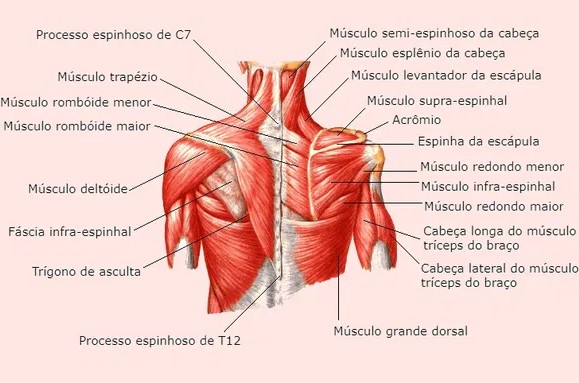 Processo espinhoso de C7
Músculo trapézio
Músculo rombóide menor
Músculo rombóide maior
Músculo deltóide
Fáscia infra-espinhal
Trígono de asculta
Processo espinhoso de T12
Músculo semi-espinhoso da cabeça
Músculo esplênio da cabeça
Músculo levantador da escápula
Músculo supra-espinhal
Acrômio
Espinha da escápula
Músculo redondo menor
Músculo infra-espinhal
Músculo redondo maior
Cabeça longa do músculo
tríceps do braço
Cabeça lateral do músculo
tríceps do braço
Músculo grande dorsal